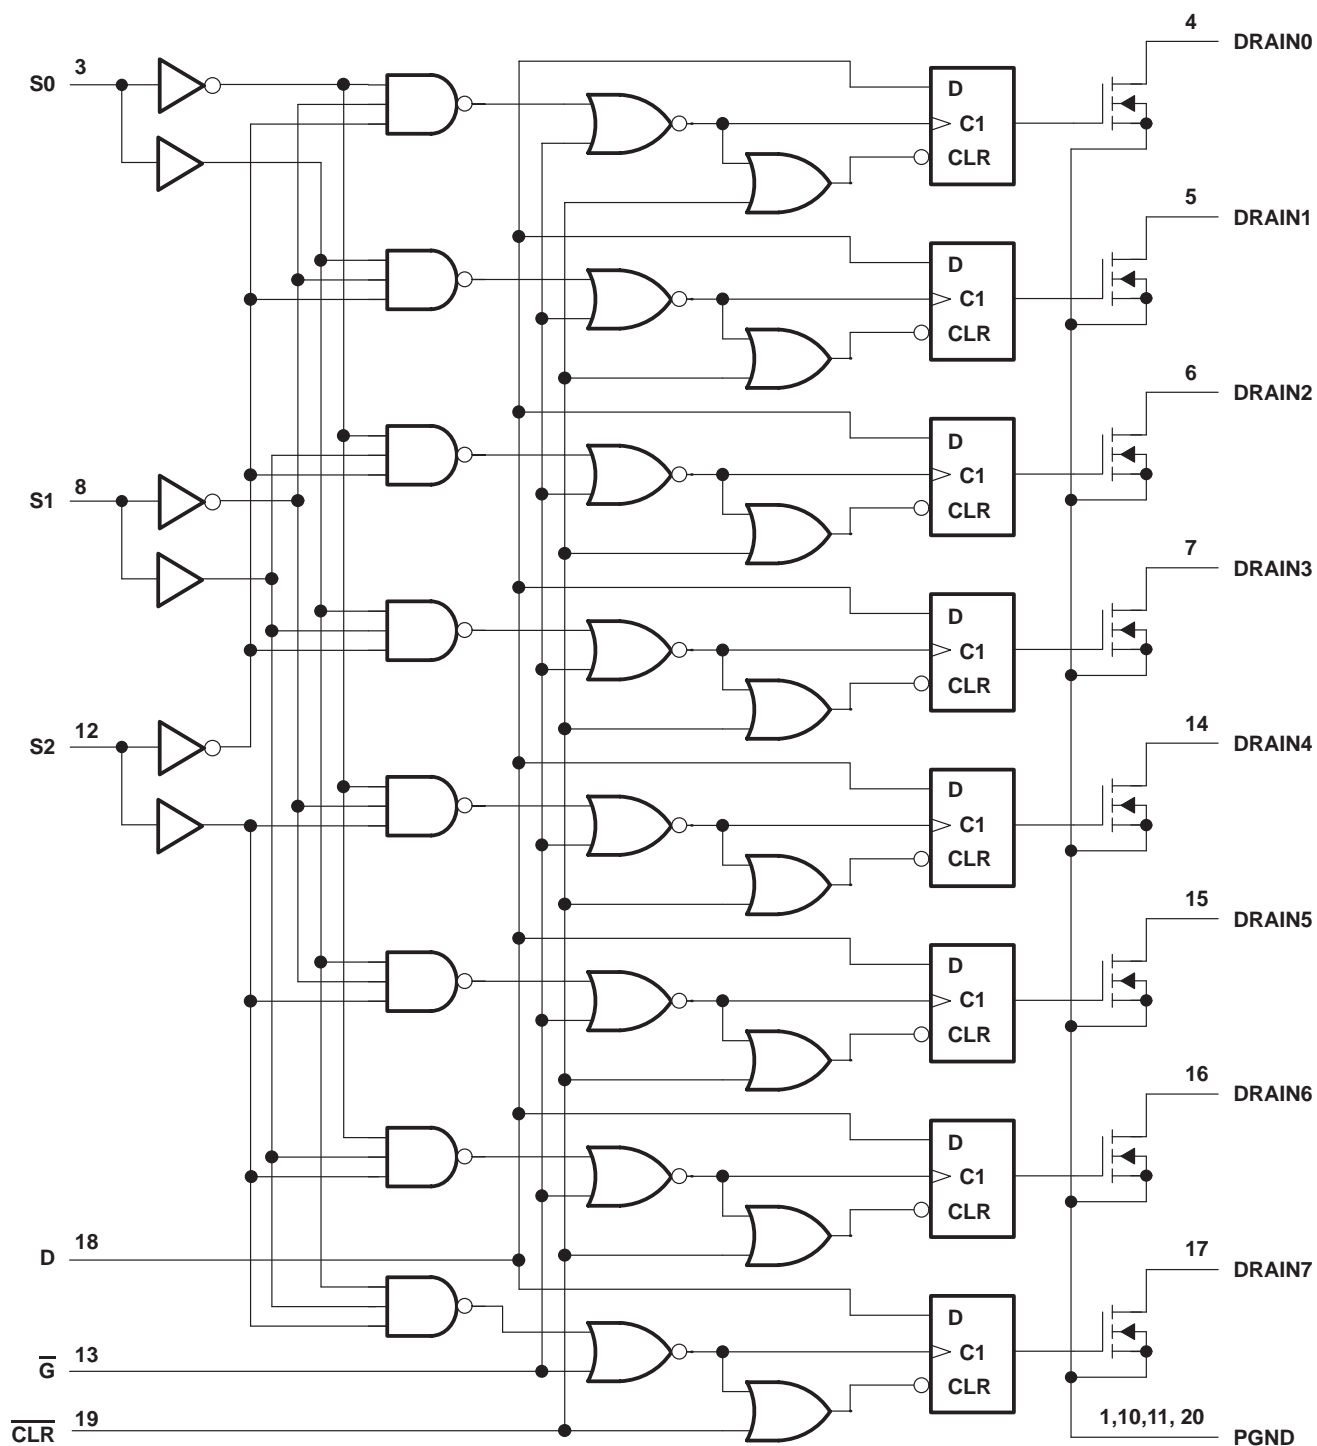 4
DRAIN0
3
S0
D
C1
CLR
5
DRAIN1
D
C1
CLR
6
DRAIN2
D
C1
CLR
8
S1
7
DRAIN3
D
C1
CLR
12
S2
14
DRAIN4
D
C1
CLR
15
DRAIN5
D
C1
CLR
16
DRAIN6
D
C1
CLR
18
D
17
DRAIN7
D
C1
CLR
13
G̅
19
C̅L̅R̅
1,10,11, 20
PGND